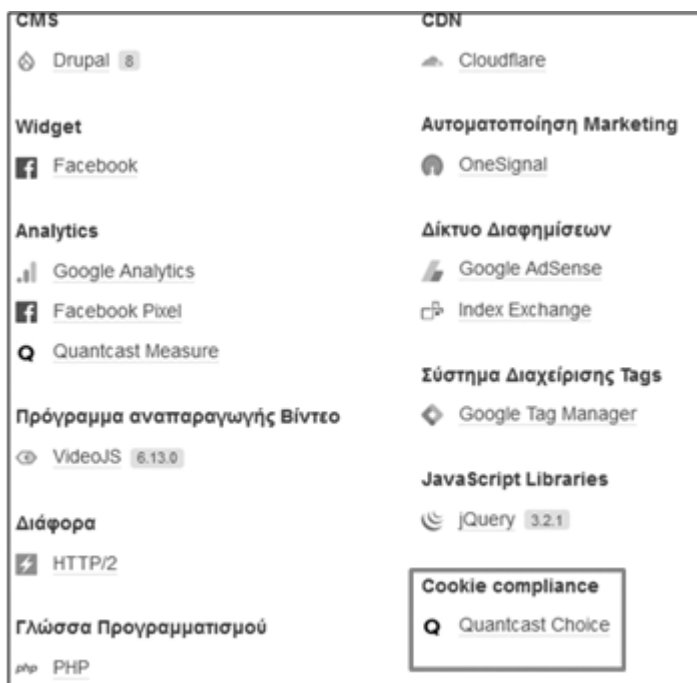 CMS
Drupal 8
Widget
Facebook
Analytics
Google Analytics
Facebook Pixel
Quantcast Measure
Πρόγραμμα αναπαραγωγής Βίντεο
VideoJS 6.13.0
Διάφορα
HTTP/2
Γλώσσα Προγραμματισμού
php PHP
CDN
Cloudflare
Αυτοματοποίηση Marketing
OneSignal
Δίκτυο Διαφημίσεων
Google AdSense
Index Exchange
Σύστημα Διαχείρισης Tags
Google Tag Manager
JavaScript Libraries
jQuery 3.2.1
Cookie compliance
Quantcast Choice